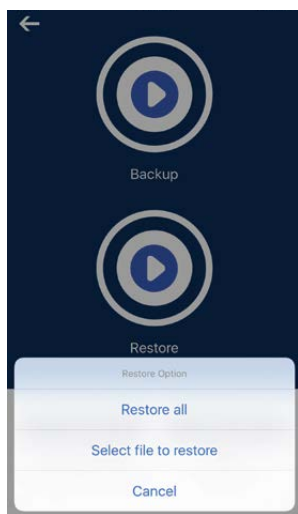 Backup
Restore
Restore Option
Restore all
Select file to restore
Cancel